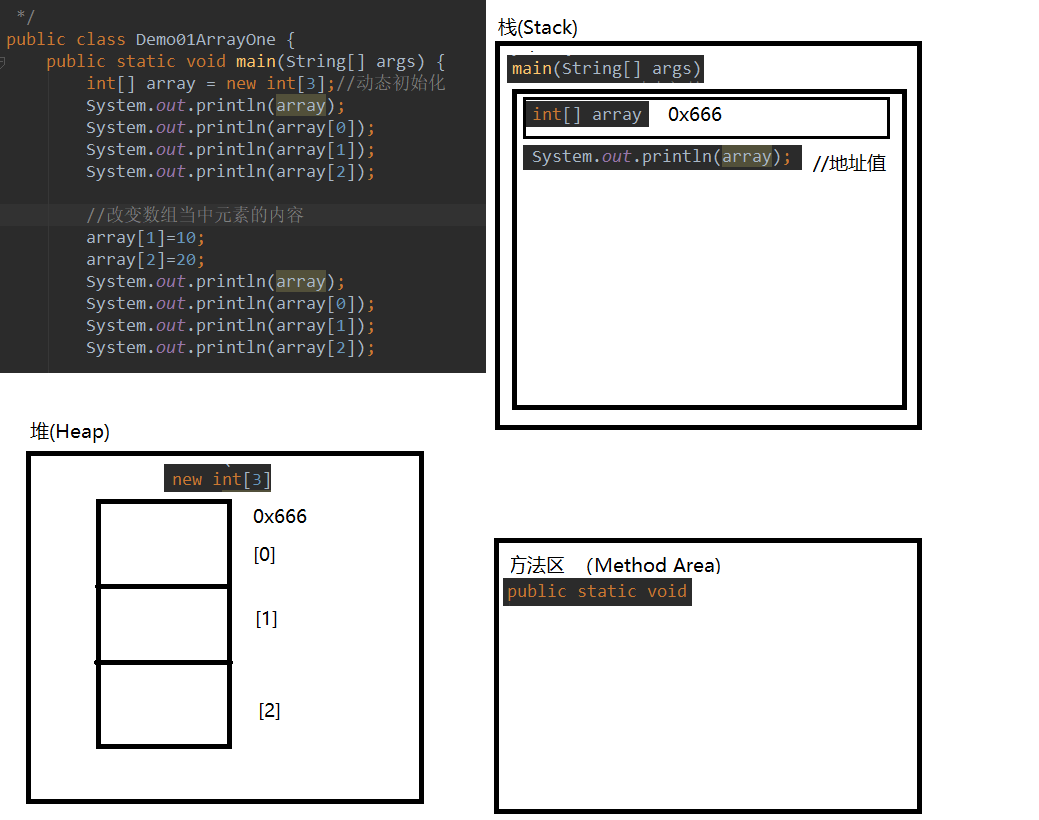 */
public class Demo01ArrayOne {
public static void main(String[] args) {
int[] array = new int[3];//动态初始化
System.out.println(array);
System.out.println(array[0]);
System.out.println(array[1]);
System.out.println(array[2]);
//改变数组当中元素的内容
array[1]=10;
array[2]=20;
System.out.println(array);
System.out.println(array[0]);
System.out.println(array[1]);
System.out.println(array[2]);
栈(Stack)
main(String[] args)
int[] array 0x666
System.out.println(array); //地址值
堆(Heap)
new int[3]
0x666
[0]
[1]
[2]
方法区 （Method Area)
public static void